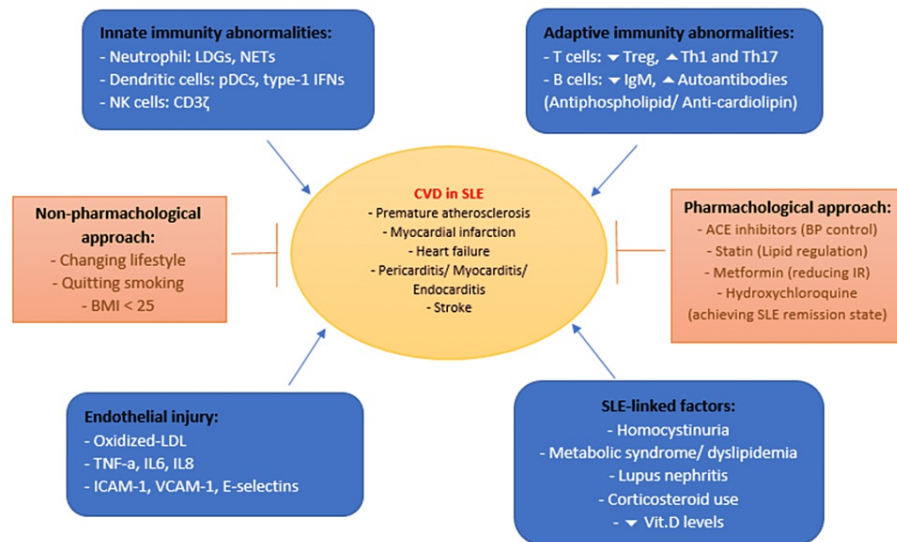 Innate immunity abnormalities:
- Neutrophil: LDGs, NETs
- Dendritic cells: pDCs, type-1 IFNs
- NK cells: CD3ζ
Adaptive immunity abnormalities:
- T cells: ▼Treg, ▲Th1 and Th17
- B cells: ▼IgM, ▲Autoantibodies
(Antiphospholipid/ Anti-cardiolipin)
Non-pharmachological
approach:
- Changing lifestyle
- Quitting smoking
- BMI < 25
CVD in SLE
- Premature atherosclerosis
- Myocardial infarction
- Heart failure
- Pericarditis/ Myocarditis/
Endocarditis
- Stroke
Pharmachological approach:
- ACE inhibitors (BP control)
- Statin (Lipid regulation)
- Metformin (reducing IR)
- Hydroxychloroquine
(achieving SLE remission state)
Endothelial injury:
- Oxidized-LDL
- TNF-a, IL6, IL8
- ICAM-1, VCAM-1, E-selectins
SLE-linked factors:
- Homocystinuria
- Metabolic syndrome/ dyslipidemia
- Lupus nephritis
- Corticosteroid use
- ▼ Vit.D levels